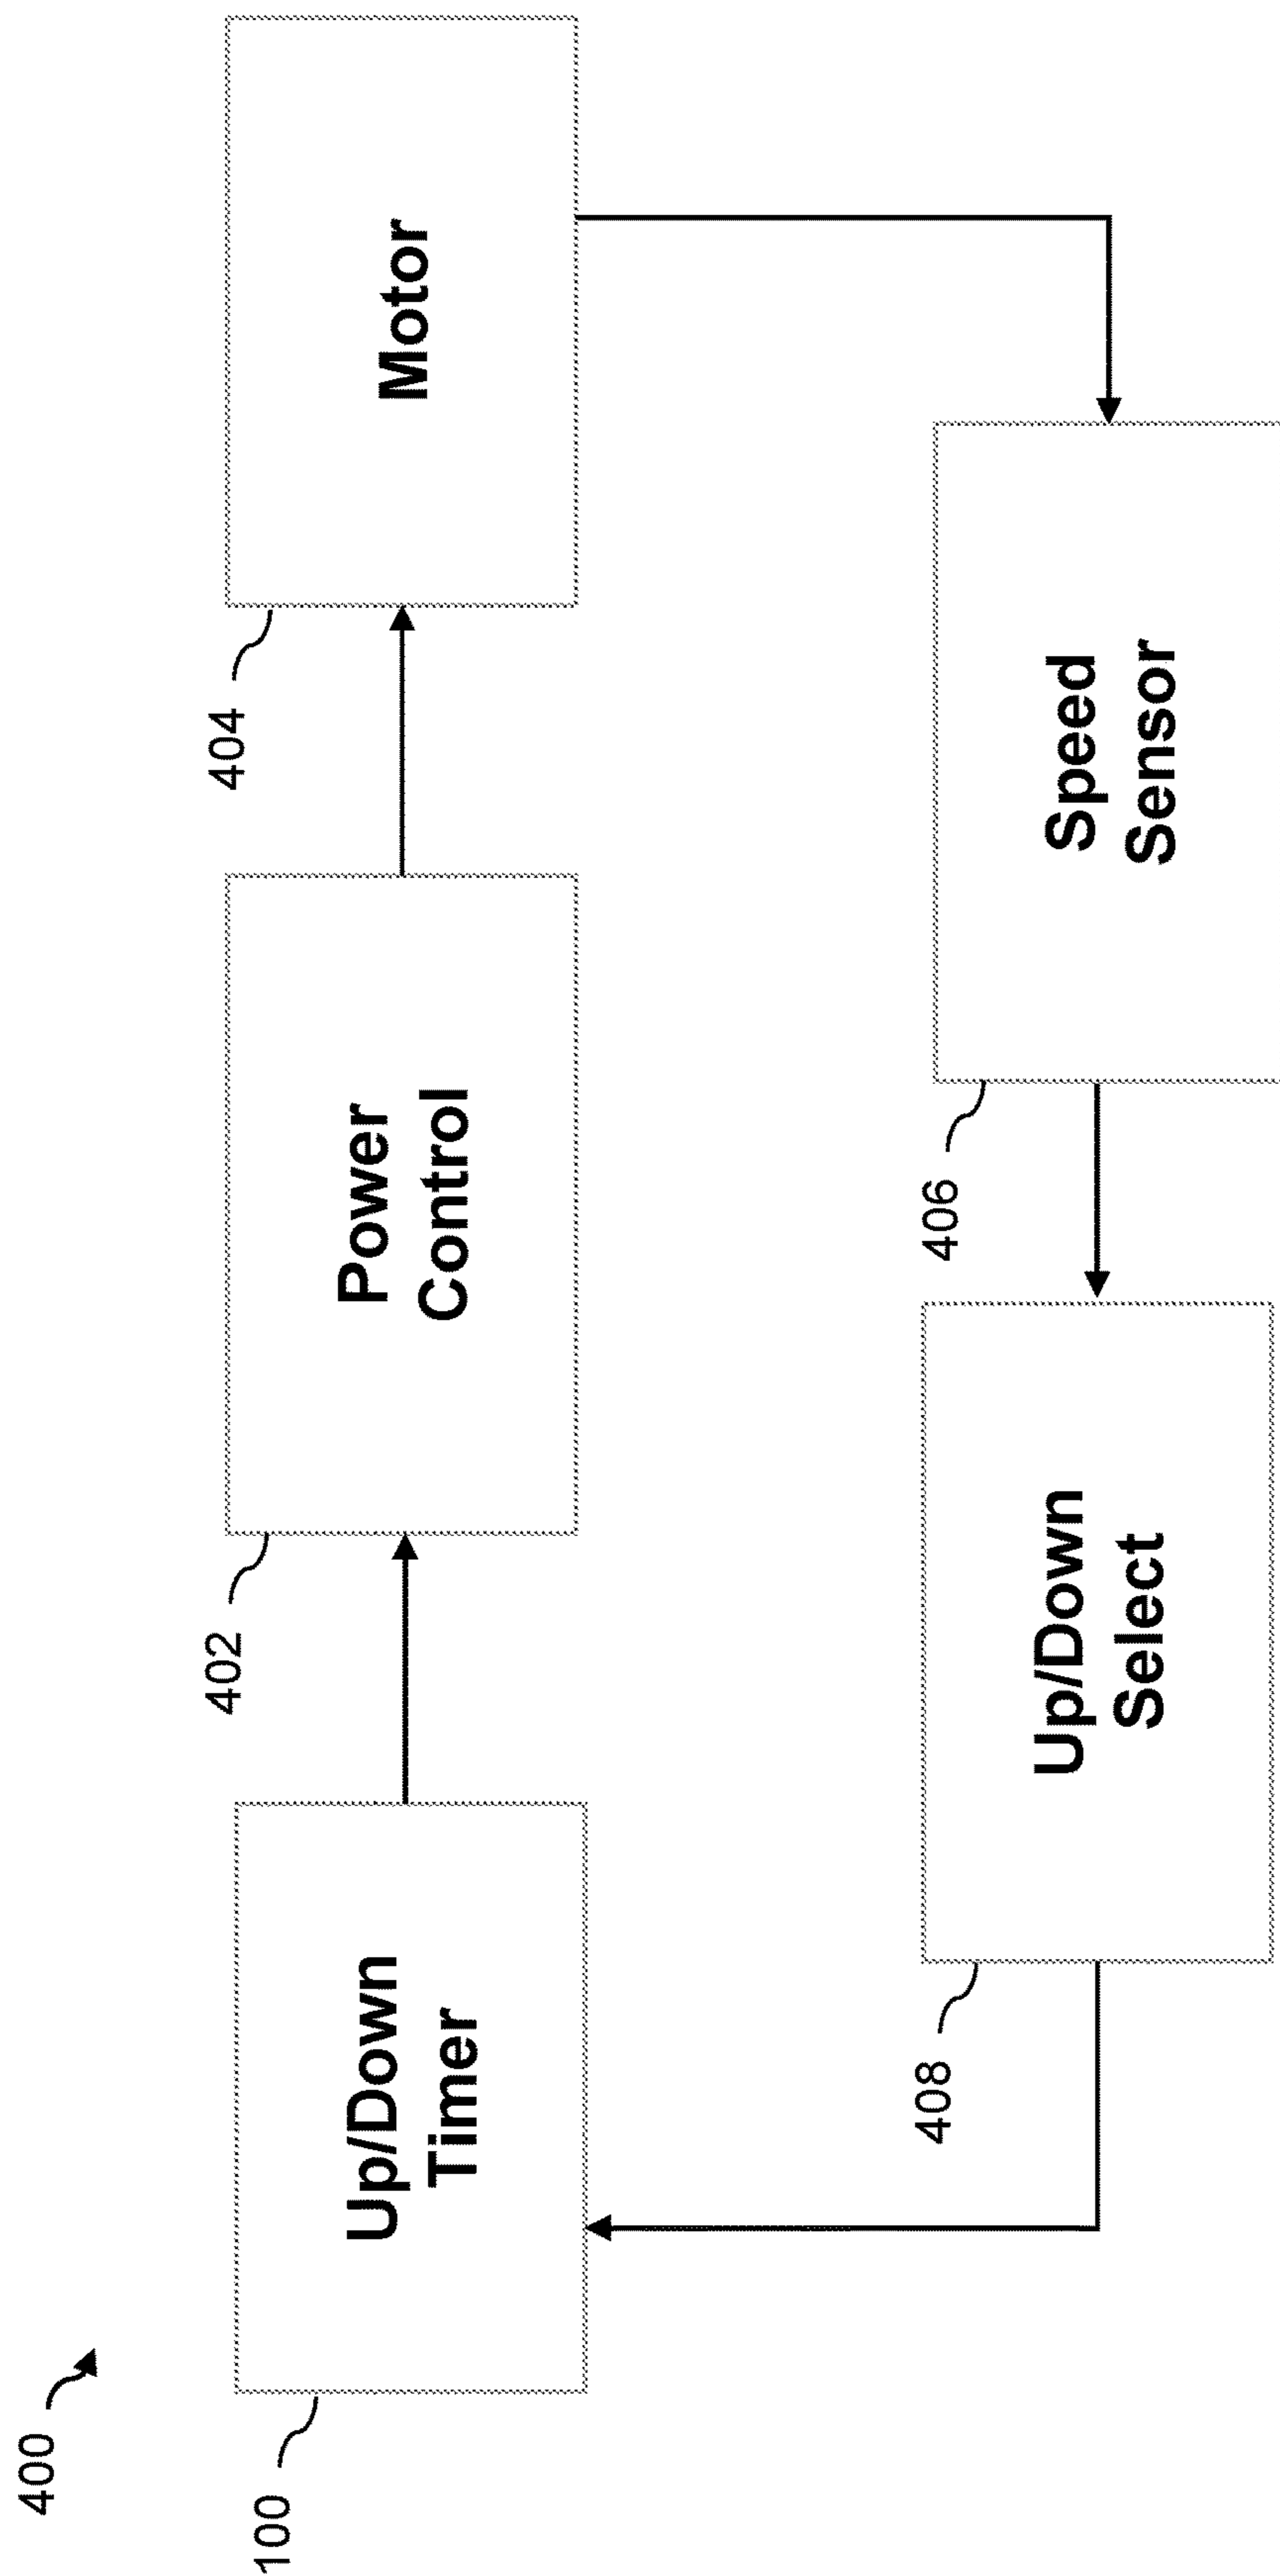 400
100
Up/Down
Timer
402
Power
Control
404
Motor
408
Up/Down
Select
406
Speed
Sensor